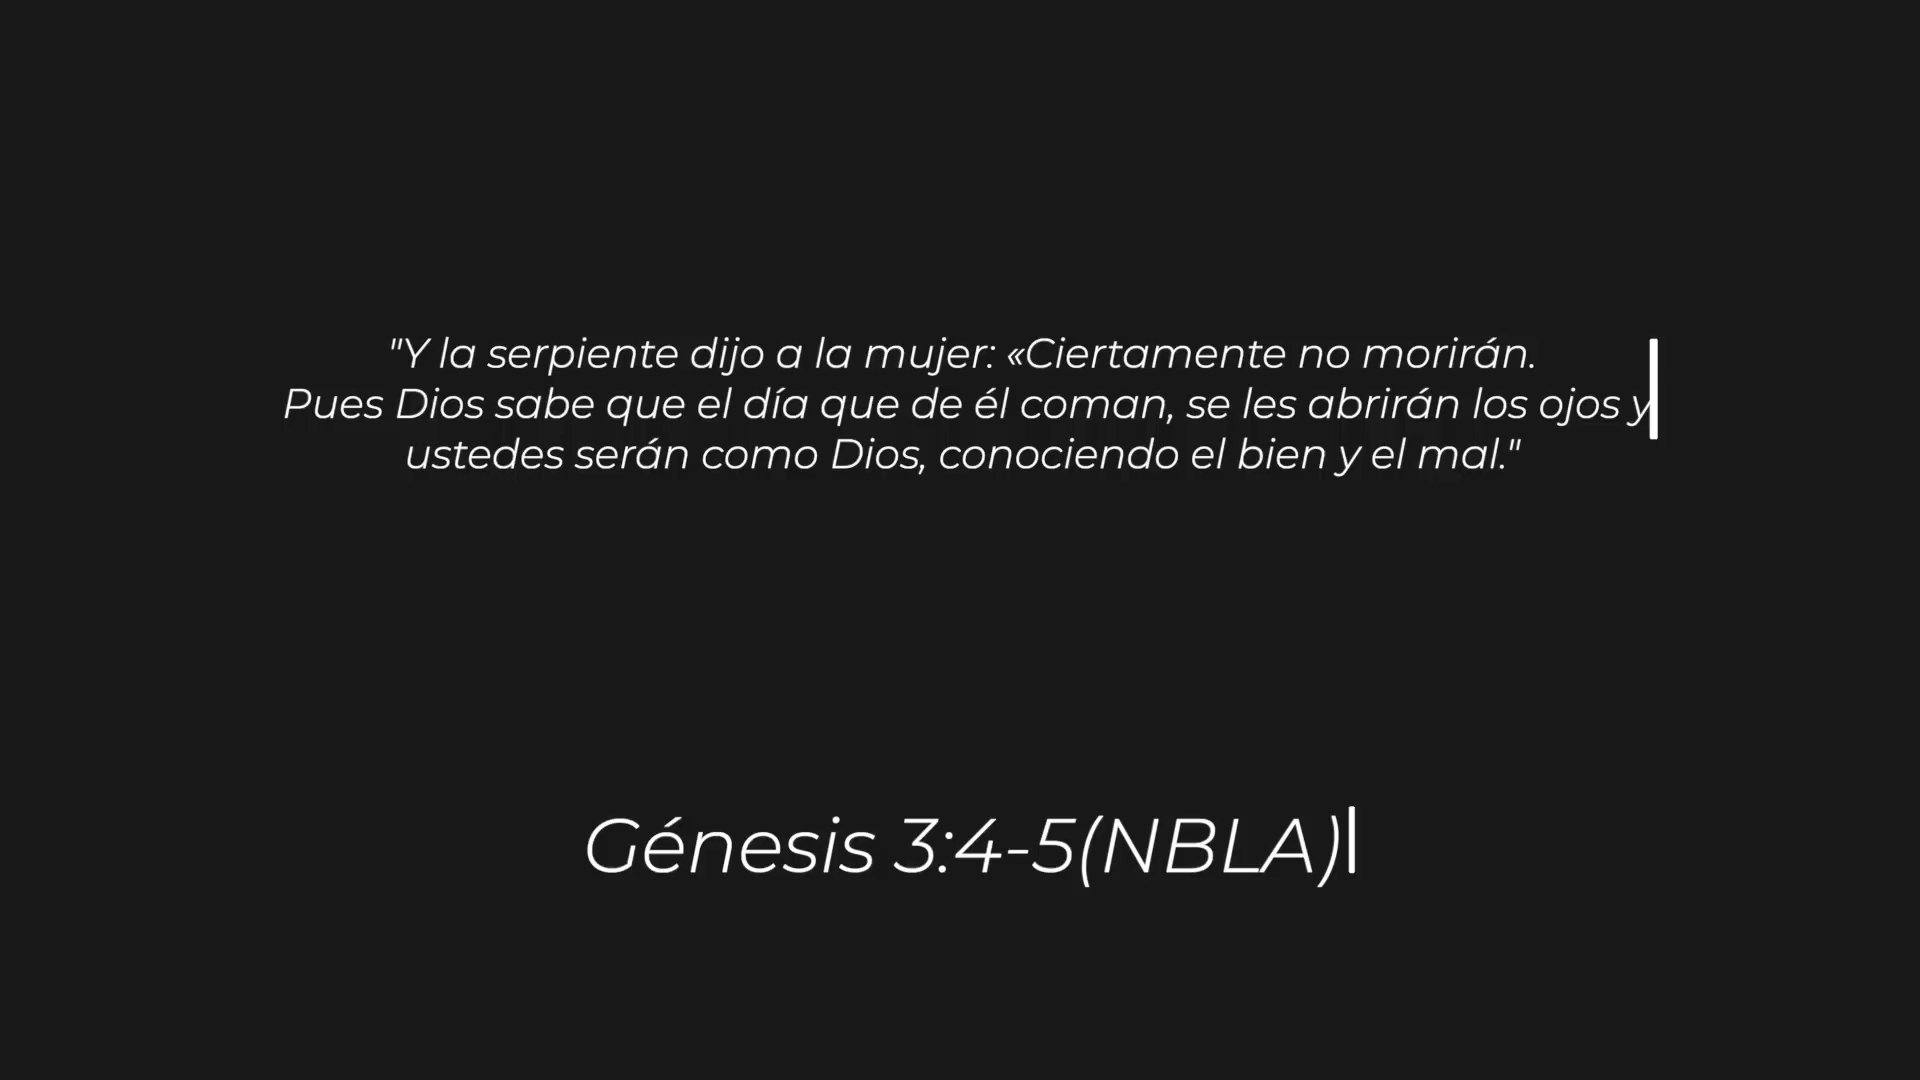 "Y la serpiente dijo a la mujer: «Ciertamente no morirán.
Pues Dios sabe que el día que de él coman, se les abrirán los ojos y
ustedes serán como Dios, conociendo el bien y el mal."
Génesis 3:4-5(NBLA)